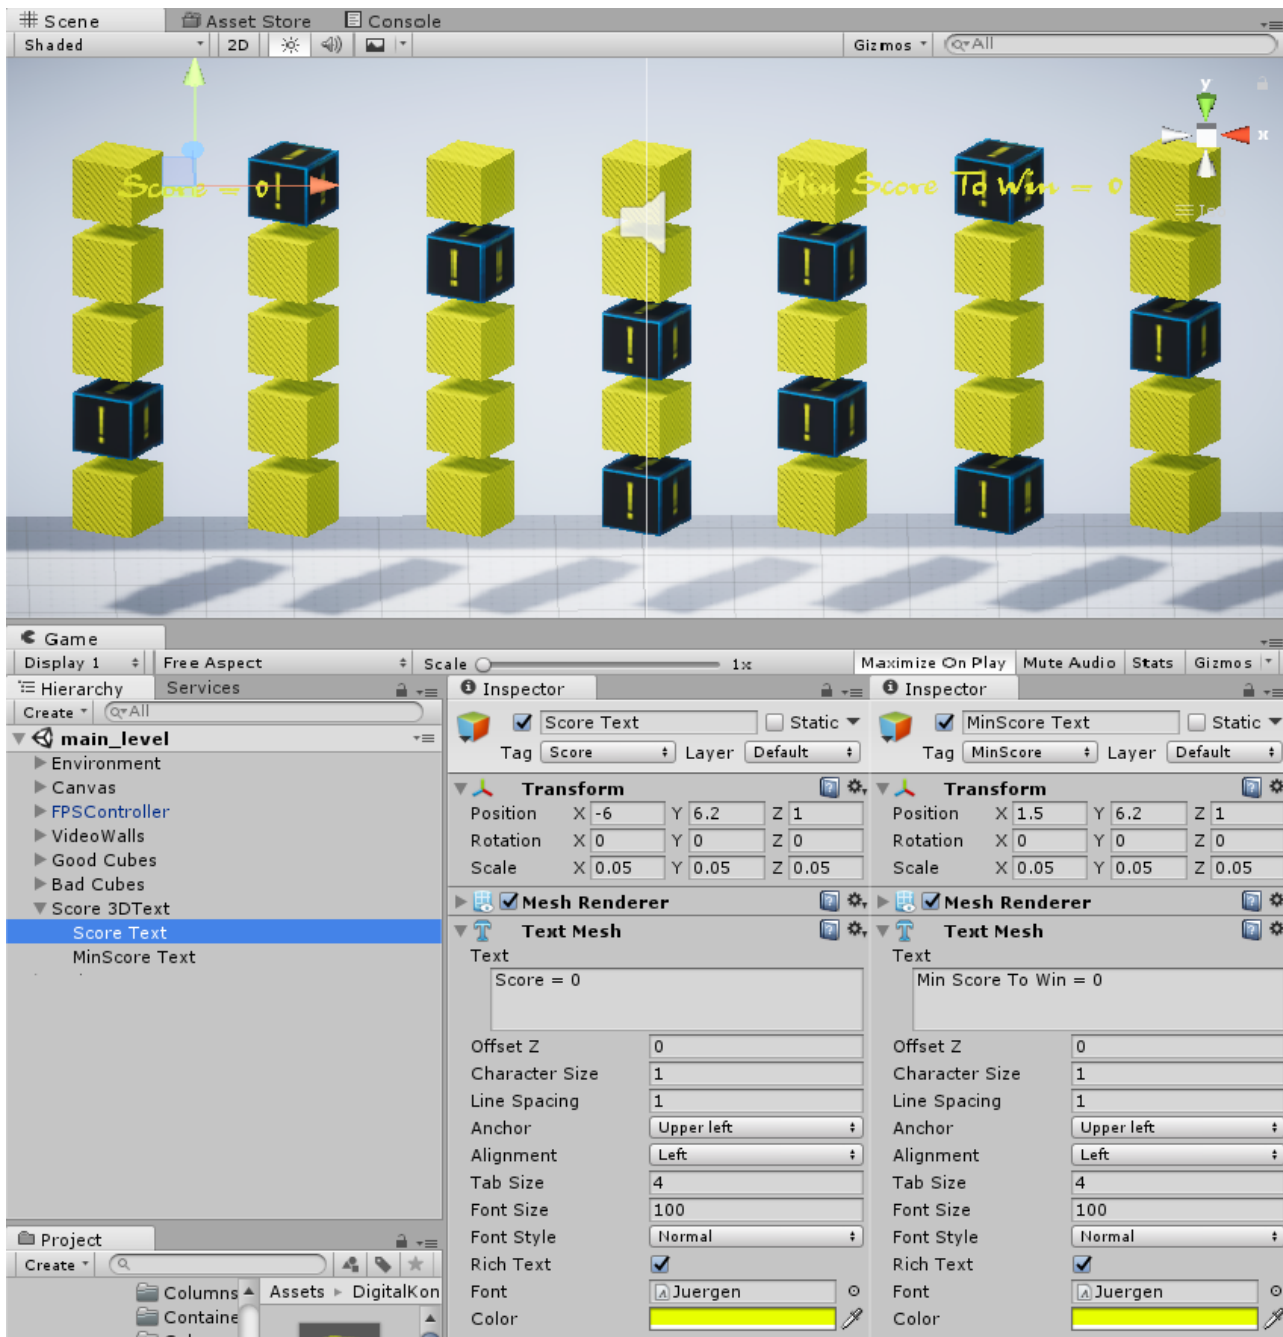 Scene Asset Store Console
Shaded 2D Gizmos All
y
x
Score = 0 ! Min Score To Win = 0
Game
Display 1 Free Aspect Scale 1x Maximize On Play Mute Audio Stats Gizmos
Hierarchy Services
Create All
main_level
Environment
Canvas
FPSController
VideoWalls
Good Cubes
Bad Cubes
Score 3DText
Score Text
MinScore Text
Project
Create
Columns
Containe
Assets DigitalKon
Inspector
Score Text Static
Tag Score Layer Default
Transform
Position X -6 Y 6.2 Z 1
Rotation X 0 Y 0 Z 0
Scale X 0.05 Y 0.05 Z 0.05
Mesh Renderer
Text Mesh
Text
Score = 0
Offset Z 0
Character Size 1
Line Spacing 1
Anchor Upper left
Alignment Left
Tab Size 4
Font Size 100
Font Style Normal
Rich Text
Font Juergen
Color
Inspector
MinScore Text Static
Tag MinScore Layer Default
Transform
Position X 1.5 Y 6.2 Z 1
Rotation X 0 Y 0 Z 0
Scale X 0.05 Y 0.05 Z 0.05
Mesh Renderer
Text Mesh
Text
Min Score To Win = 0
Offset Z 0
Character Size 1
Line Spacing 1
Anchor Upper left
Alignment Left
Tab Size 4
Font Size 100
Font Style Normal
Rich Text
Font Juergen
Color